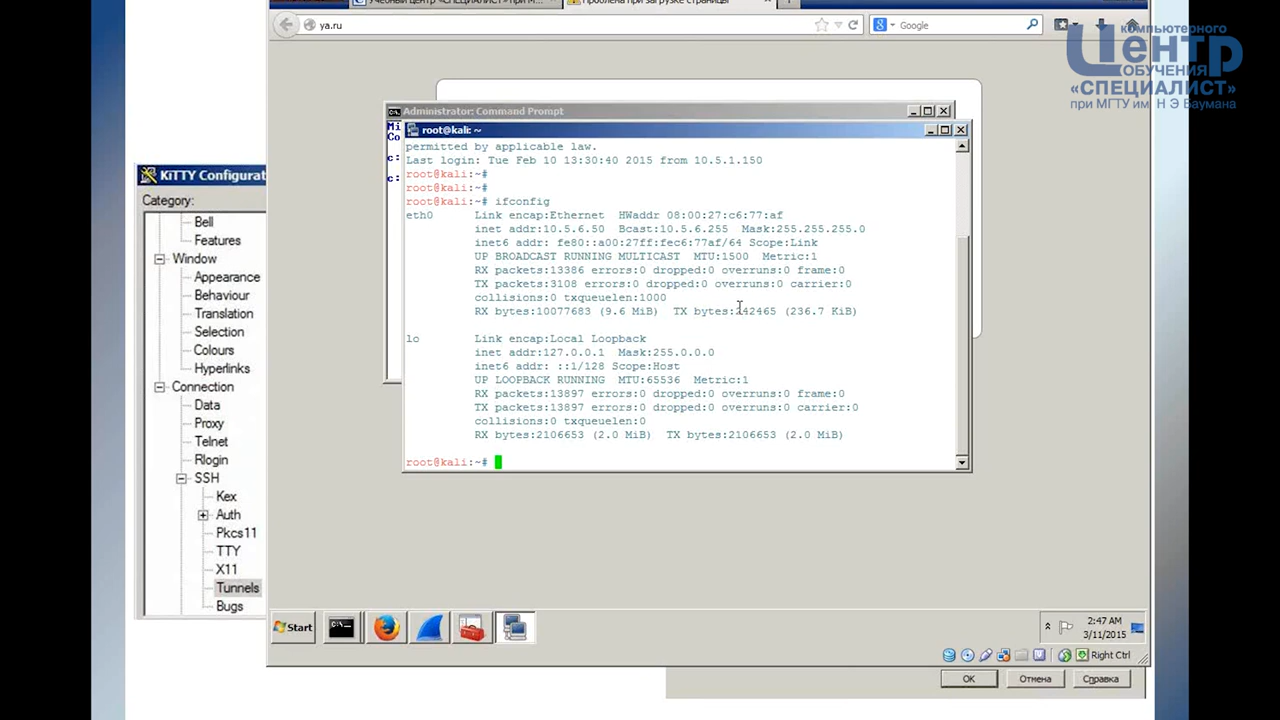 Учебный центр «СПЕЦИАЛИСТ» при М...
Проблема при загрузке страницы
ya.ru
Google
компьютерного
Центр
ОБУЧЕНИЯ
«СПЕЦИАЛИСТ»
при МГТУ им. Н Э Баумана
Administrator: Command Prompt
Mi
Co
c:
c:
root@kali: ~
permitted by applicable law.
Last login: Tue Feb 10 13:30:40 2015 from 10.5.1.150
root@kali:~#
root@kali:~#
root@kali:~# ifconfig
eth0 Link encap:Ethernet HWaddr 08:00:27:c6:77:af
inet addr:10.5.6.50 Bcast:10.5.6.255 Mask:255.255.255.0
inet6 addr: fe80::a00:27ff:fec6:77af/64 Scope:Link
UP BROADCAST RUNNING MULTICAST MTU:1500 Metric:1
RX packets:13386 errors:0 dropped:0 overruns:0 frame:0
TX packets:3108 errors:0 dropped:0 overruns:0 carrier:0
collisions:0 txqueuelen:1000
RX bytes:10077683 (9.6 MiB) TX bytes:242465 (236.7 KiB)
lo Link encap:Local Loopback
inet addr:127.0.0.1 Mask:255.0.0.0
inet6 addr: ::1/128 Scope:Host
UP LOOPBACK RUNNING MTU:65536 Metric:1
RX packets:13897 errors:0 dropped:0 overruns:0 frame:0
TX packets:13897 errors:0 dropped:0 overruns:0 carrier:0
collisions:0 txqueuelen:0
RX bytes:2106653 (2.0 MiB) TX bytes:2106653 (2.0 MiB)
root@kali:~#
KiTTY Configurat
Category:
Bell
Features
Window
Appearance
Behaviour
Translation
Selection
Colours
Hyperlinks
Connection
Data
Proxy
Telnet
Rlogin
SSH
Kex
Auth
Pkcs11
TTY
X11
Tunnels
Bugs
Start
2:47 AM
3/11/2015
Right Ctrl
OK
Отмена
Справка